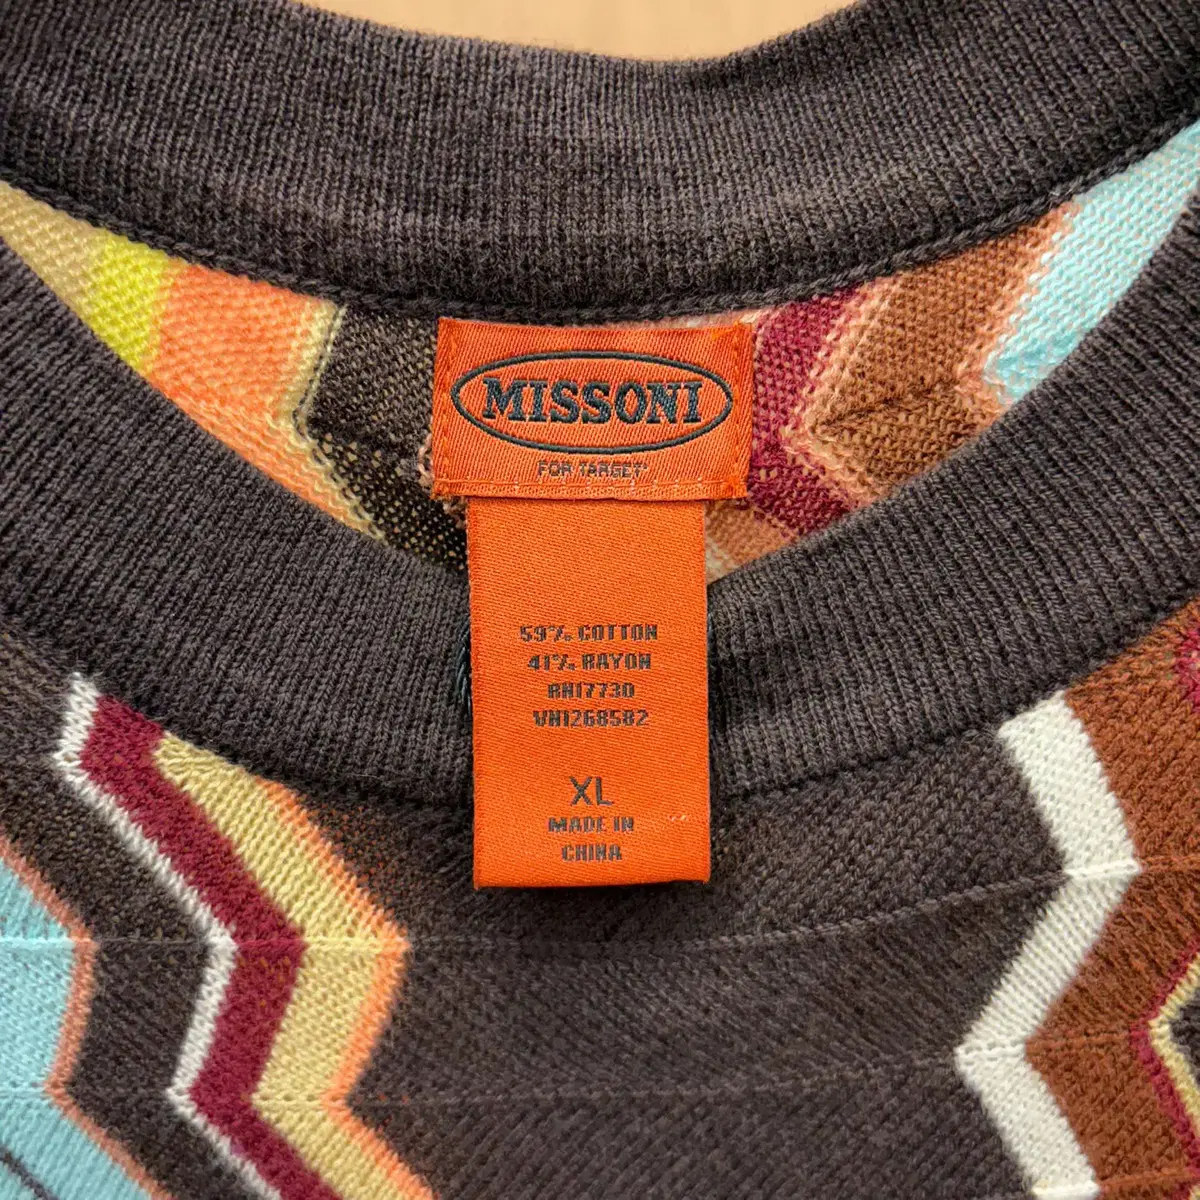 MISSONI
FOR TARGET
59% COTTON
41% RAYON
RN17730
VN1268582
XL
MADE IN
CHINA